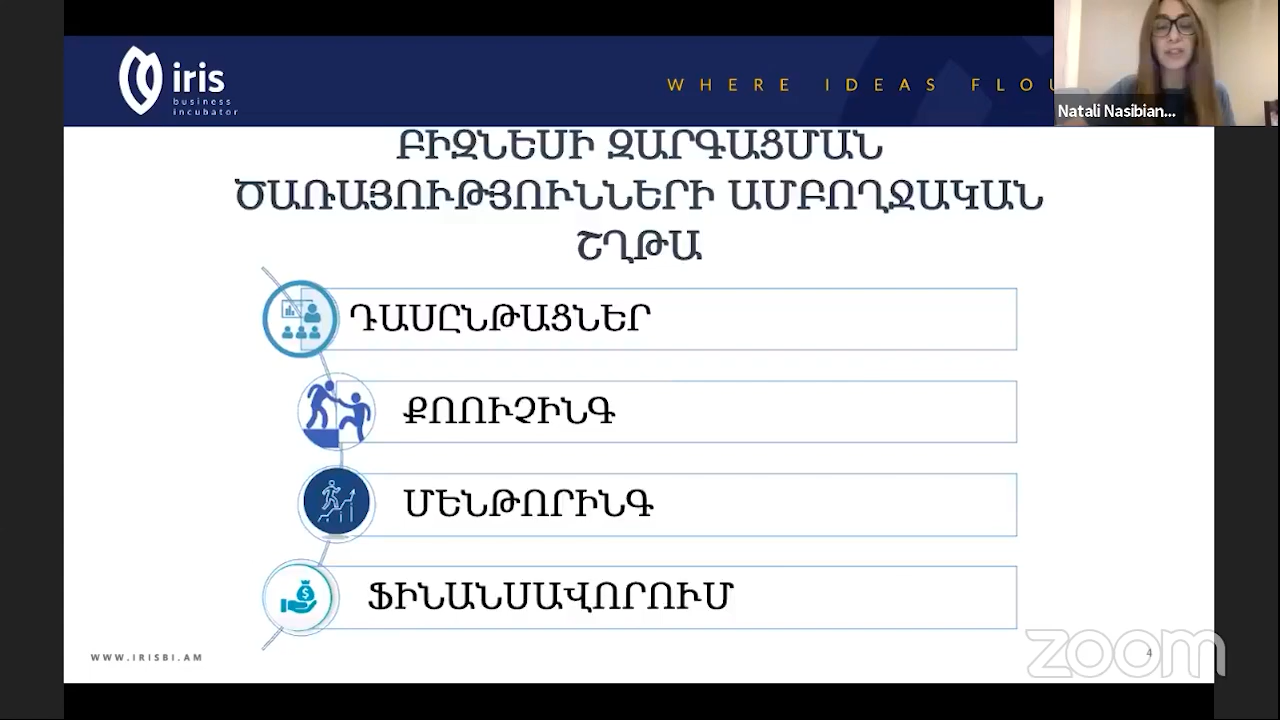 iris
business
incubator
WHERE IDEAS
Natali Nasibian...
ԲԻԶՆԵՍԻ ԶԱՐԳԱՑՄԱՆ
ԾԱՌԱՅՈՒԹՅՈՒՆՆԵՐԻ ԱՄԲՈՂՋԱԿԱՆ
ՇՂԹԱ
ԴԱՍԸՆԹԱՑՆԵՐ
ՔՈՈՒՉԻՆԳ
ՄԵՆԹՈՐԻՆԳ
ՖԻՆԱՆՍԱՎՈՐՈՒՄ
WWW.IRISBI.AM
4
zoom